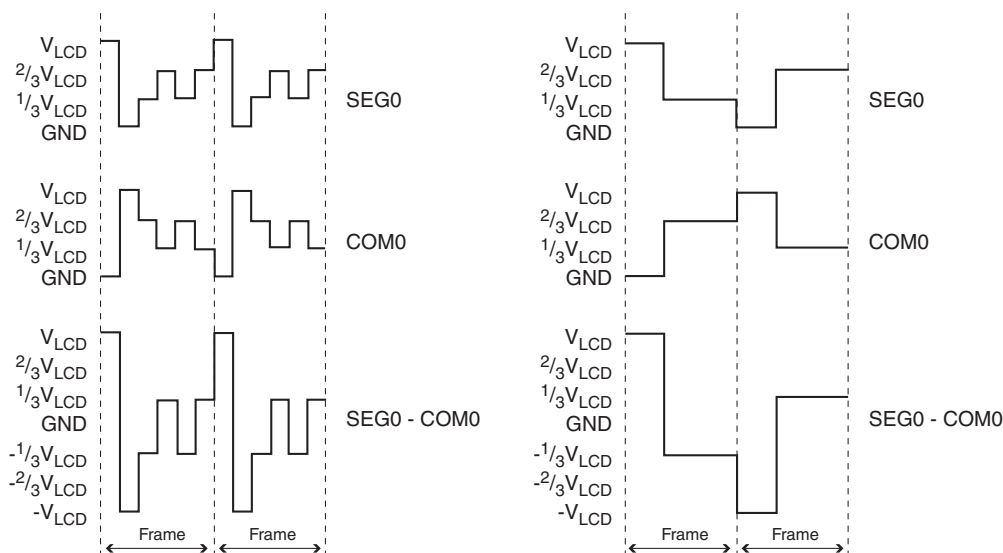 V_LCD
²/₃V_LCD
¹/₃V_LCD
GND
SEG0
V_LCD
²/₃V_LCD
¹/₃V_LCD
GND
COM0
V_LCD
²/₃V_LCD
¹/₃V_LCD
GND
-¹/₃V_LCD
-²/₃V_LCD
-V_LCD
SEG0 - COM0
Frame Frame
V_LCD
²/₃V_LCD
¹/₃V_LCD
GND
SEG0
V_LCD
²/₃V_LCD
¹/₃V_LCD
GND
COM0
V_LCD
²/₃V_LCD
¹/₃V_LCD
GND
-¹/₃V_LCD
-²/₃V_LCD
-V_LCD
SEG0 - COM0
Frame Frame